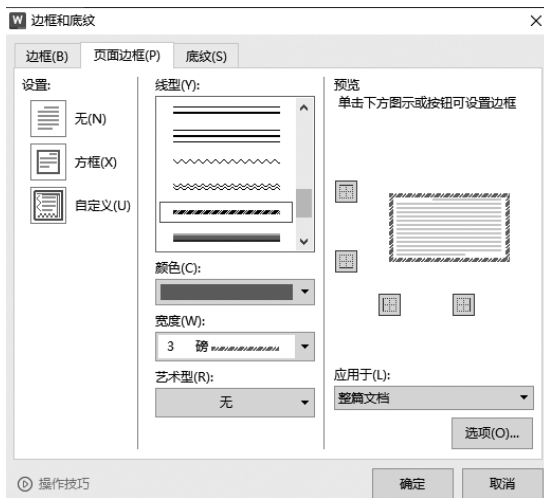 W 边框和底纹
边框(B) 页面边框(P) 底纹(S)
设置:
无(N)
方框(X)
自定义(U)
线型(Y):
颜色(C):
宽度(W):
3 磅
艺术型(R):
无
预览
单击下方图示或按钮可设置边框
应用于(L):
整篇文档
选项(O)...
操作技巧
确定 取消